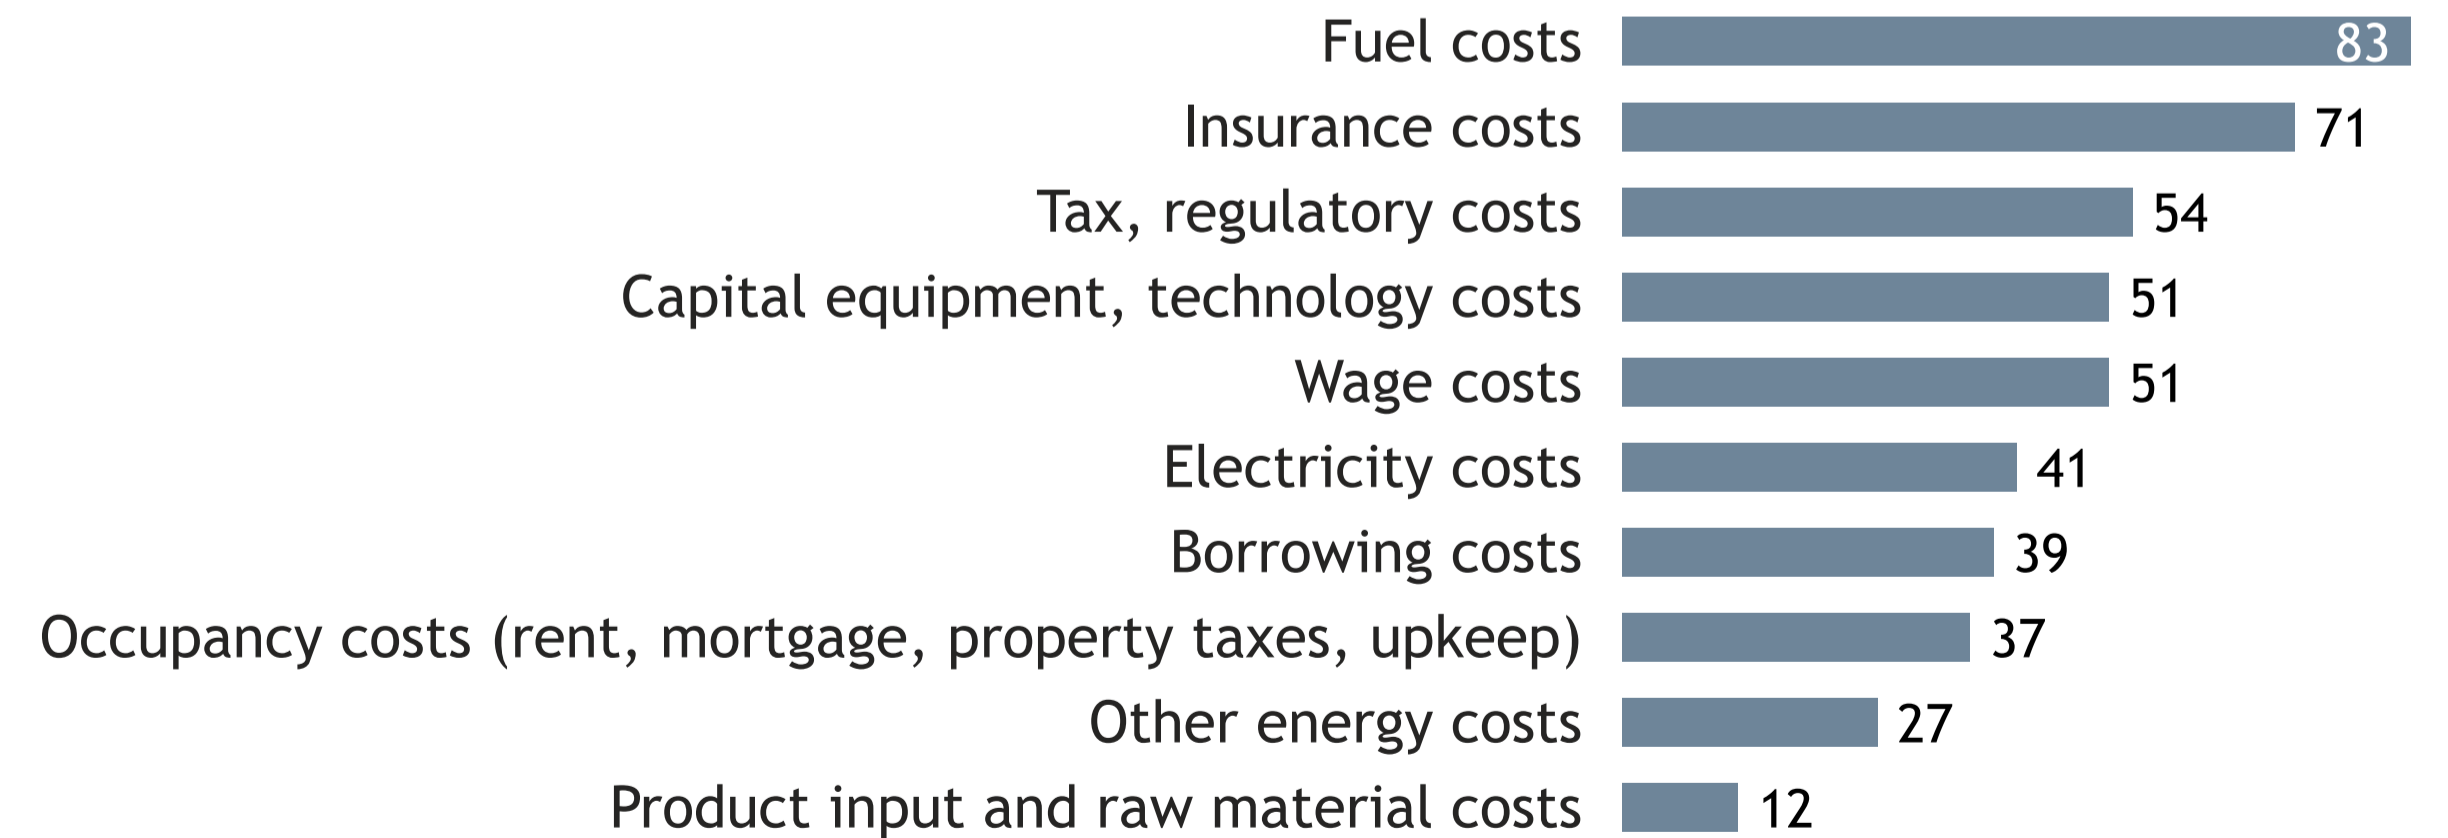 Fuel costs 83
Insurance costs 71
Tax, regulatory costs 54
Capital equipment, technology costs 51
Wage costs 51
Electricity costs 41
Borrowing costs 39
Occupancy costs (rent, mortgage, property taxes, upkeep) 37
Other energy costs 27
Product input and raw material costs 12